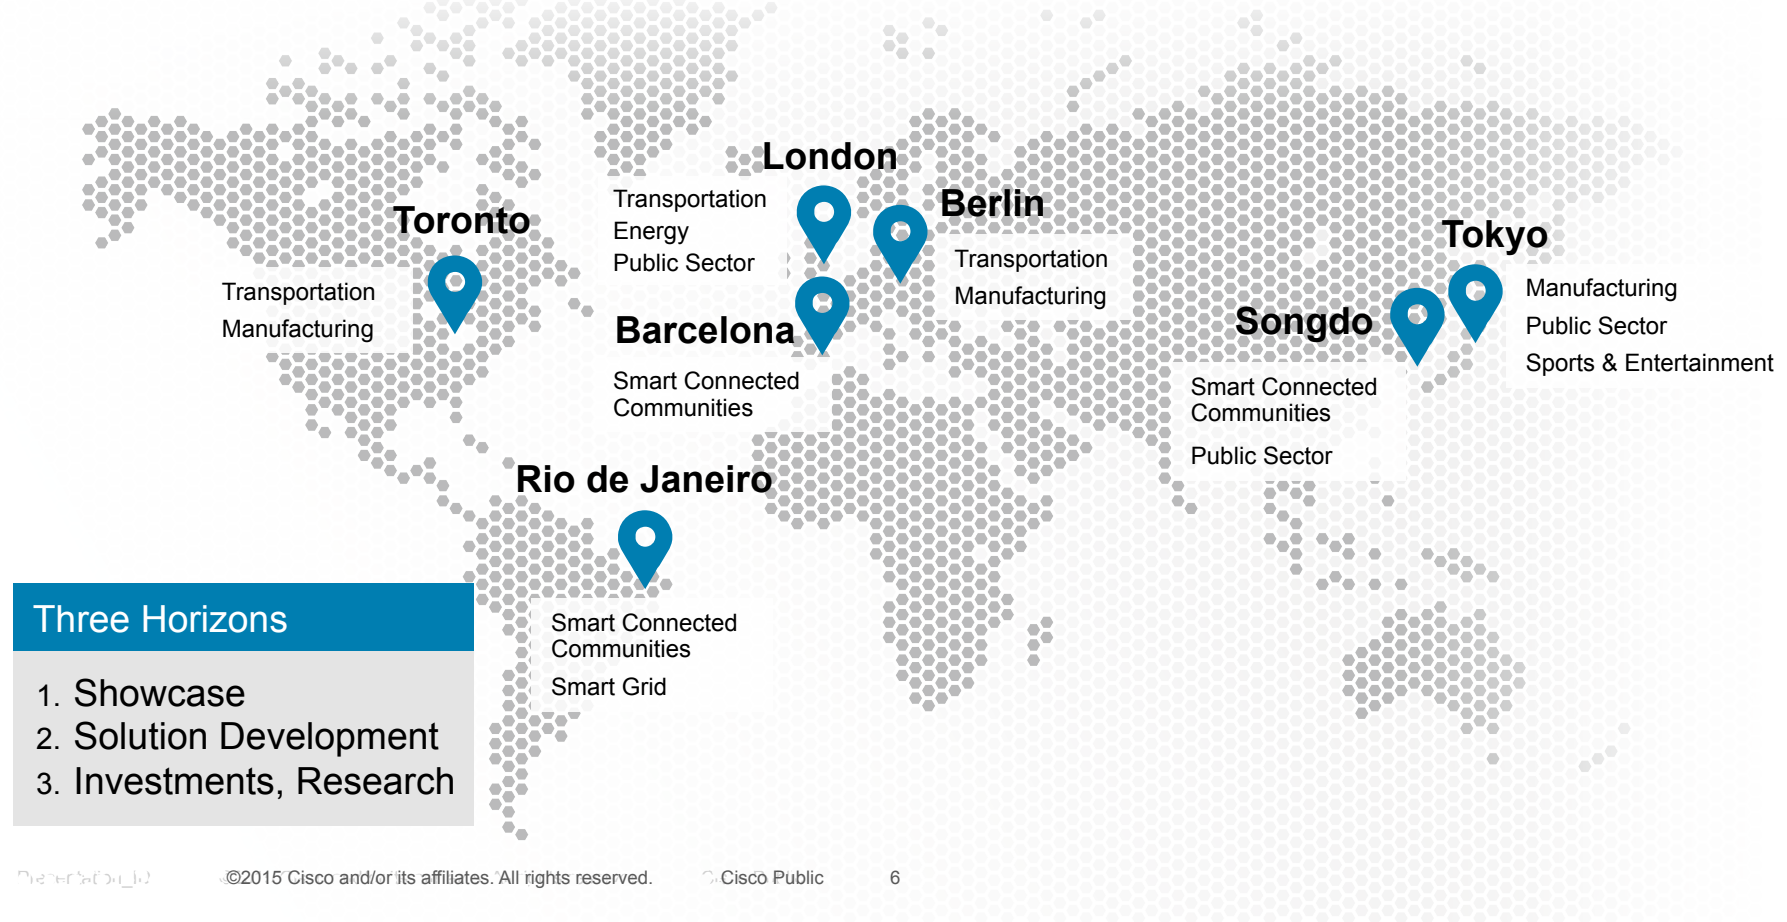 London
Transportation
Energy
Public Sector
Berlin
Transportation
Manufacturing
Toronto
Transportation
Manufacturing
Tokyo
Manufacturing
Public Sector
Sports & Entertainment
Barcelona
Smart Connected
Communities
Songdo
Smart Connected
Communities
Public Sector
Rio de Janeiro
Smart Connected
Communities
Smart Grid
Three Horizons
1. Showcase
2. Solution Development
3. Investments, Research
©2015 Cisco and/or its affiliates. All rights reserved. Cisco Public 6